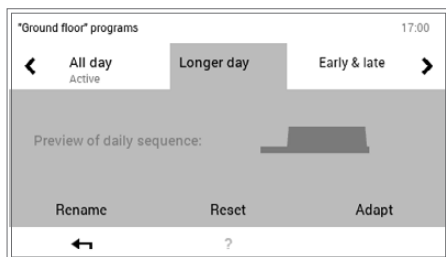 "Ground floor" programs 17:00
All day Longer day Early & late
Active
Preview of daily sequence:
Rename Reset Adapt
?